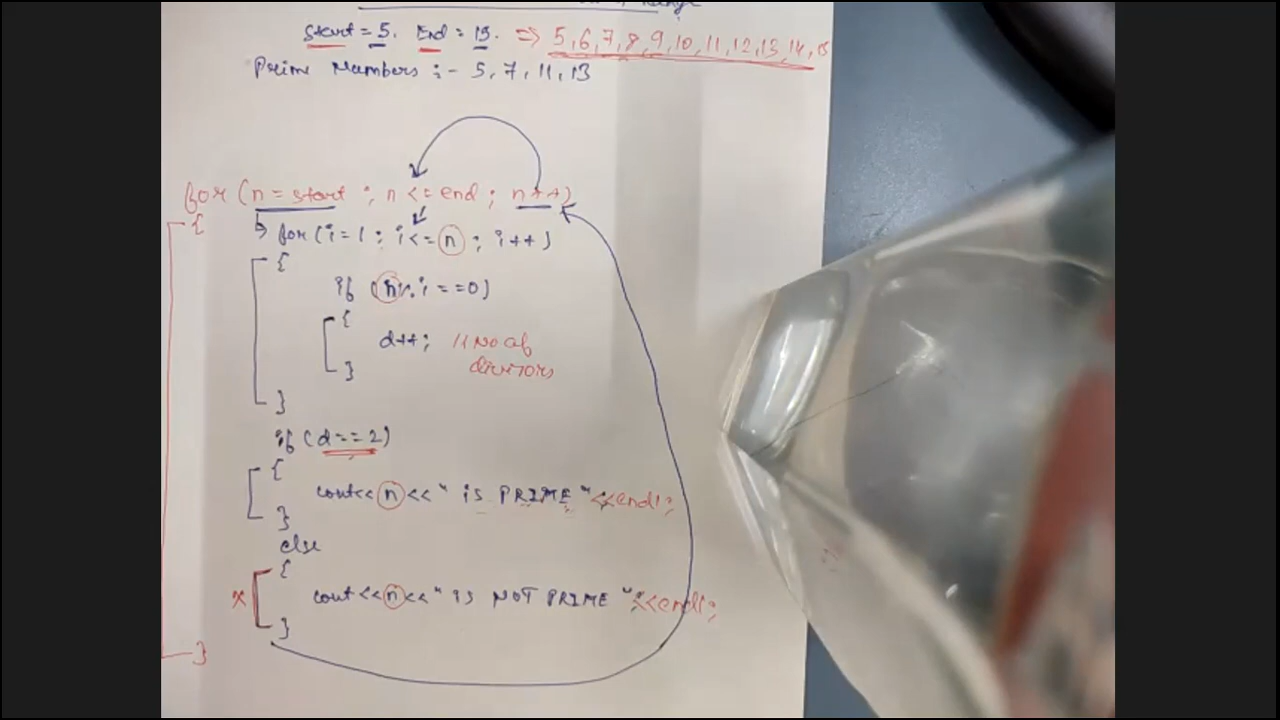 Start = 5, End = 15. => 5,6,7,8,9,10,11,12,13,14,15
Prime Numbers :- 5, 7, 11, 13
for (n = start ; n <= end ; n++)
{
for (i = 1 ; i <= n ; i++)
{
if (n % i == 0)
{
d++; // No of
divisors
}
}
if (d == 2)
{
cout << n << " is PRIME " << endl;
}
else
{
x
cout << n << " is NOT PRIME " << endl;
}
}